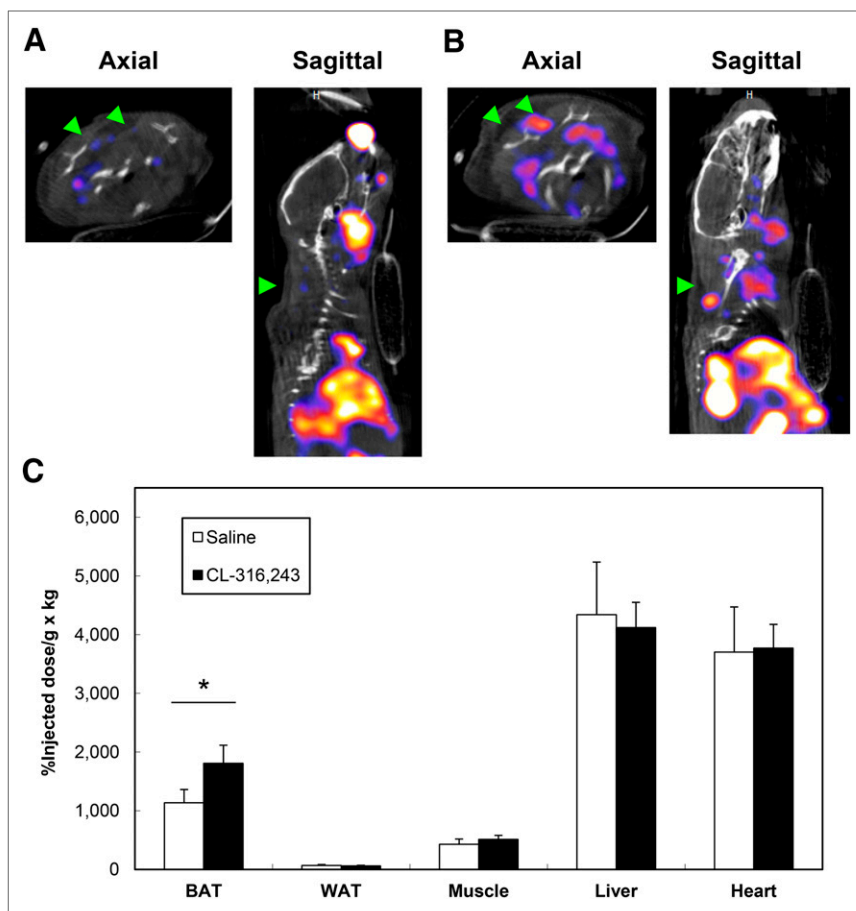 A
B
Axial
Sagittal
Axial
Sagittal
H
H
C
6,000
5,000
4,000
3,000
2,000
1,000
0
%Injected dose/g x kg
Saline
CL-316,243
*
BAT
WAT
Muscle
Liver
Heart